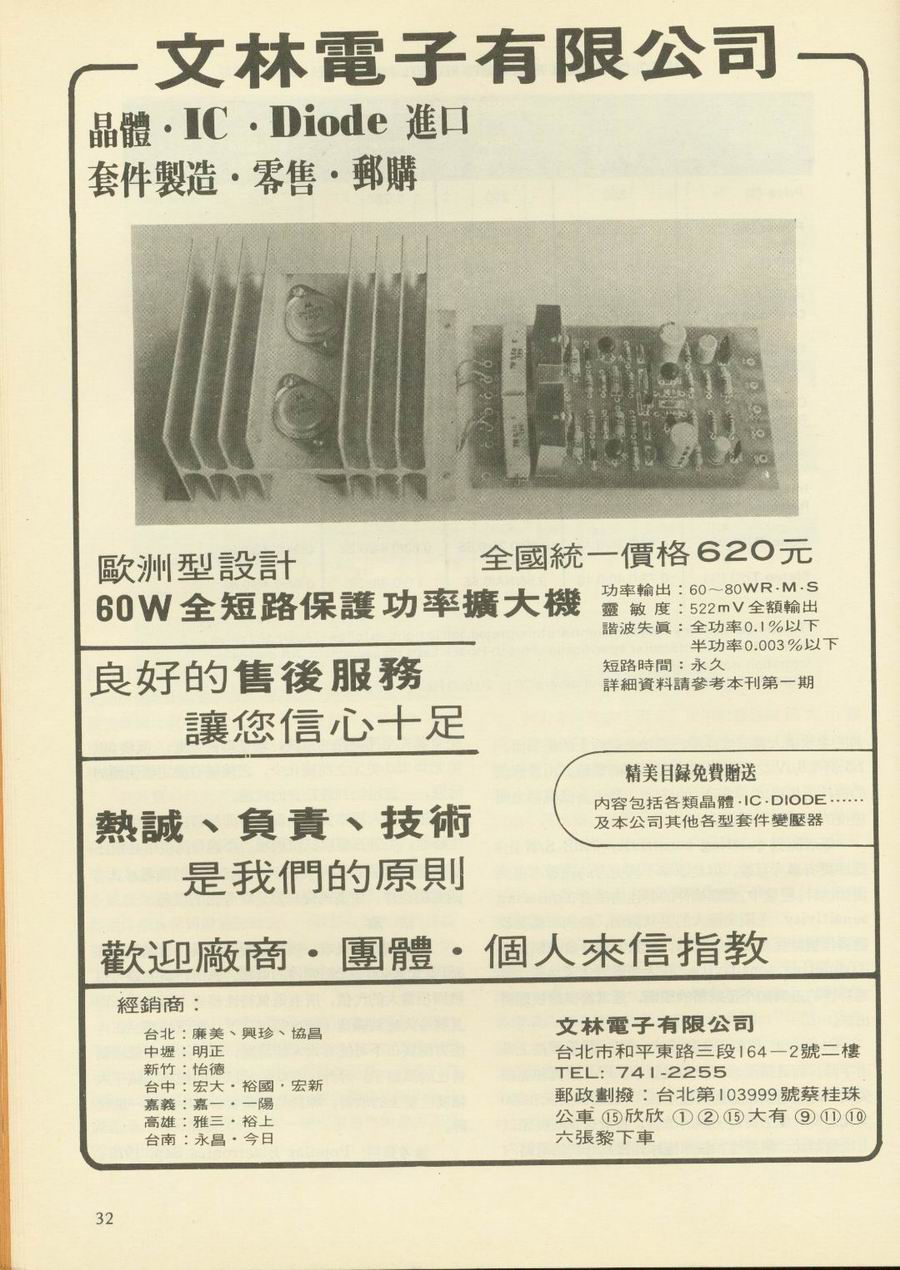 文林電子有限公司
晶體・IC・Diode 進口
套件製造・零售・郵購
歐洲型設計
全國統一價格620元
60W全短路保護功率擴大機
功率輸出：60～80WR·M·S
靈敏度：522mV全額輸出
諧波失眞：全功率0.1%以下
半功率0.003%以下
短路時間：永久
詳細資料請參考本刊第一期
良好的售後服務
讓您信心十足
精美目録免費贈送
內容包括各類晶體·IC·DIODE⋯⋯
及本公司其他各型套件變壓器
熱誠、負責、技術
是我們的原則
歡迎廠商・團體・個人來信指教
經銷商：
台北：廉美、興珍、協昌
中壢：明正
新竹：怡德
台中：宏大・裕國・宏新
嘉義：嘉一・一陽
高雄：雅三・裕上
台南：永昌・今日
文林電子有限公司
台北市和平東路三段164—2號二樓
TEL: 741-2255
郵政劃撥：台北第103999號蔡桂珠
公車 ⑮欣欣 ①②⑮大有 ⑨⑪⑩
六張黎下車
32